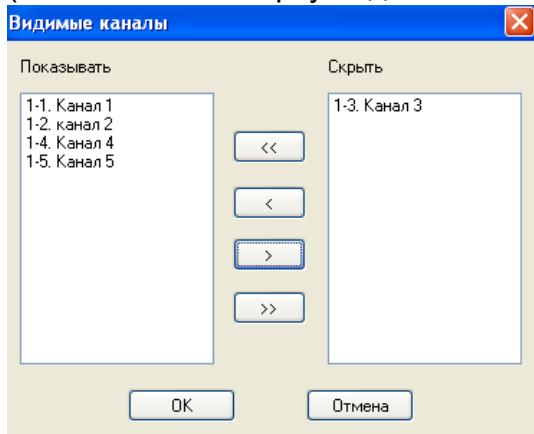 Видимые каналы
Показывать
Скрыть
1-1. Канал 1
1-2. канал 2
1-4. Канал 4
1-5. Канал 5
1-3. Канал 3
<<
<
>
>>
OK
Отмена